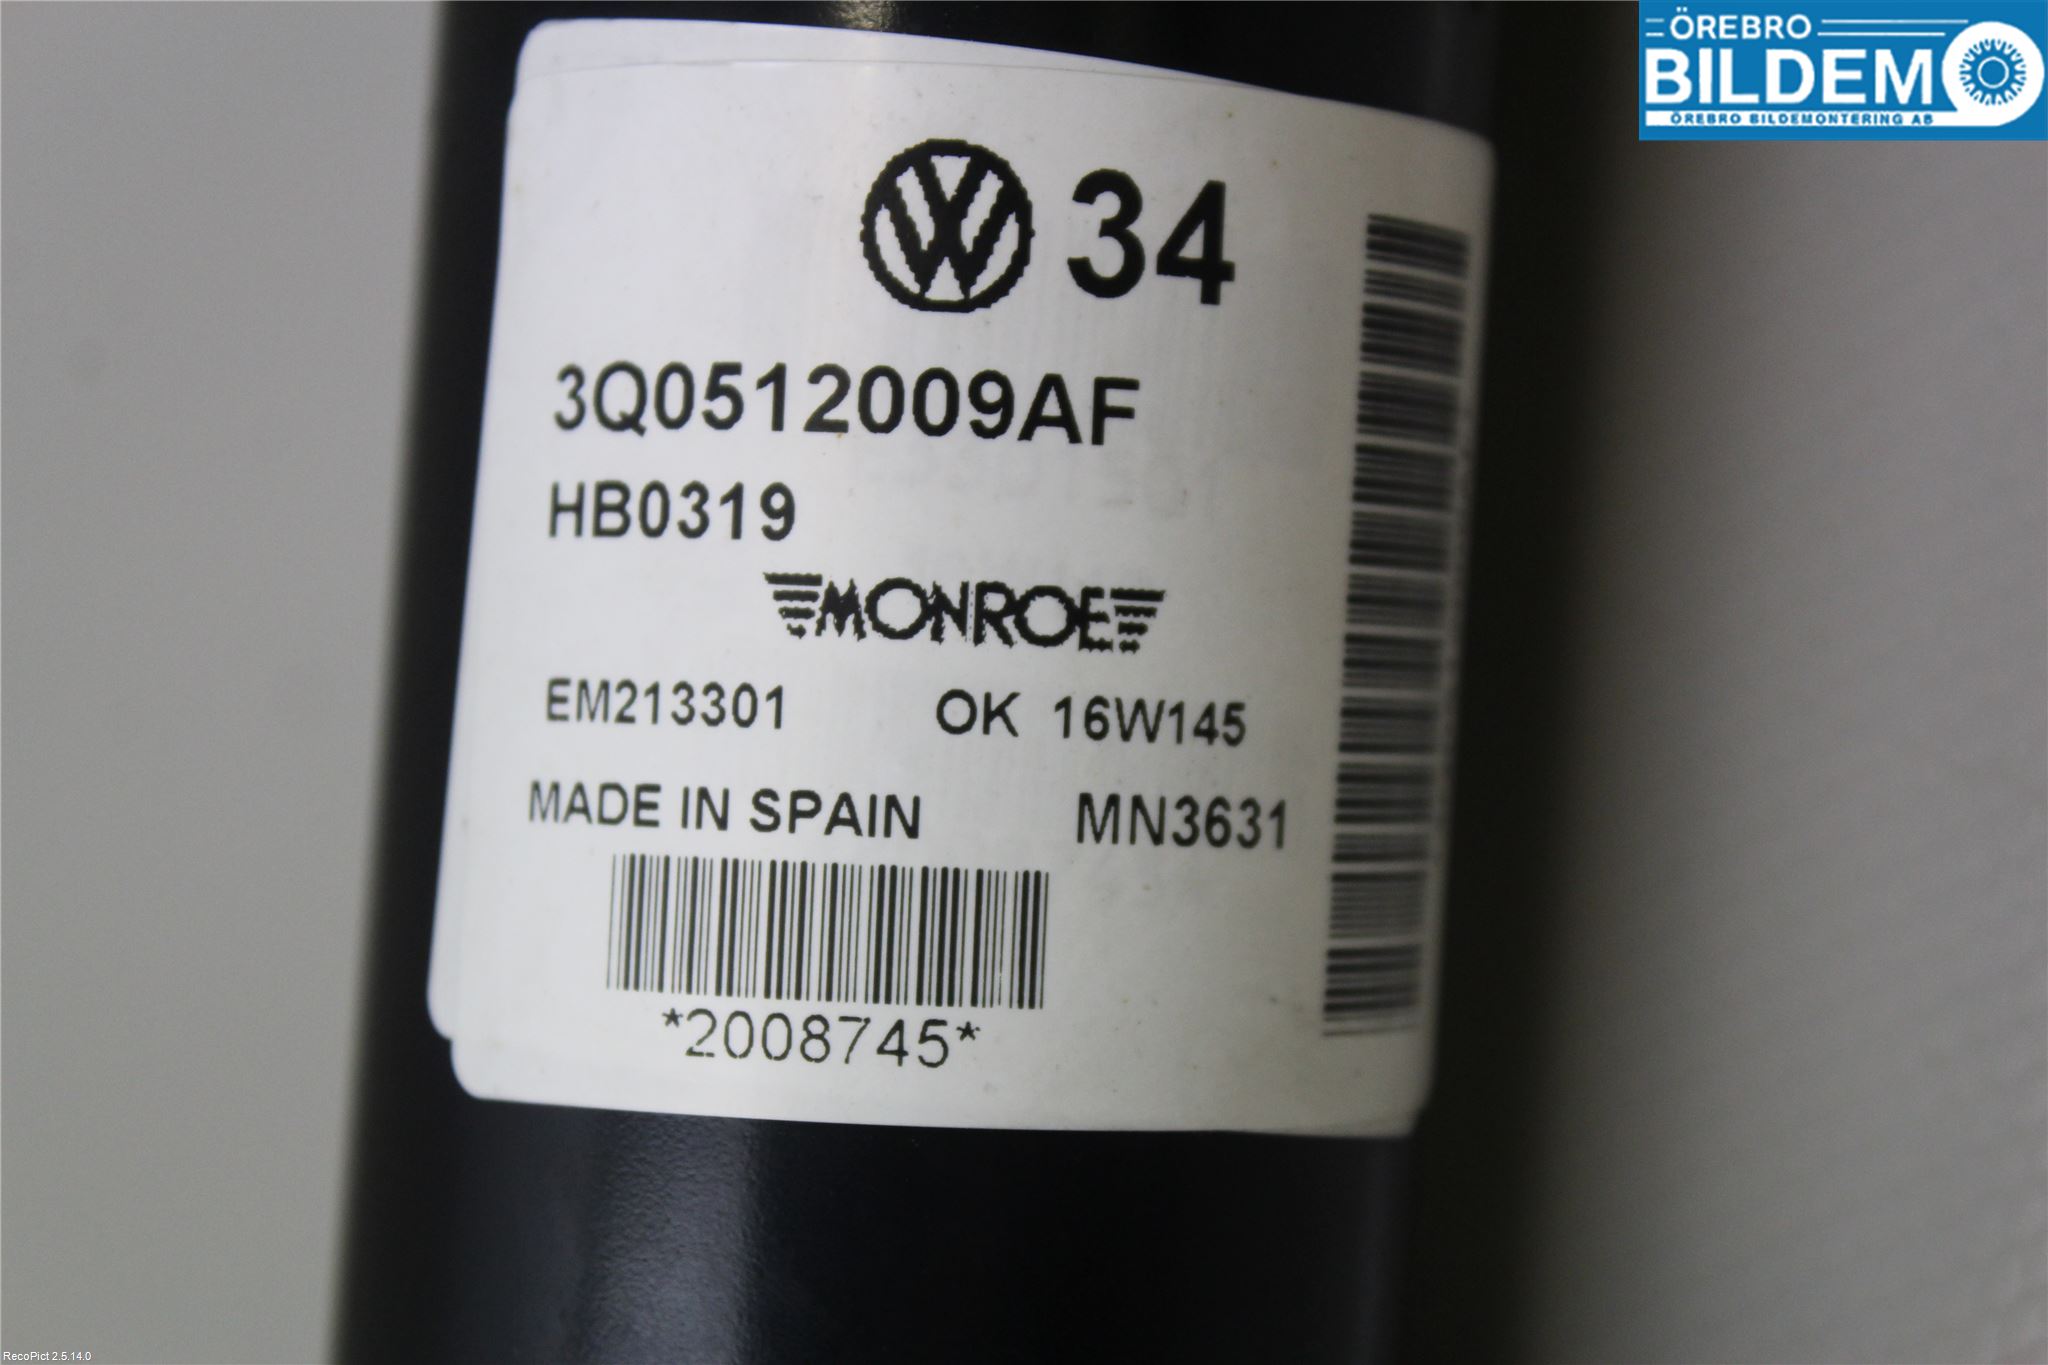 ÖREBRO
BILDEMO
ÖREBRO BILDEMONTERING AB
34
3Q0512009AF
HB0319
MONROE
EM213301 OK 16W145
MADE IN SPAIN MN3631
*2008745*
RecoPict 2.5.14.0